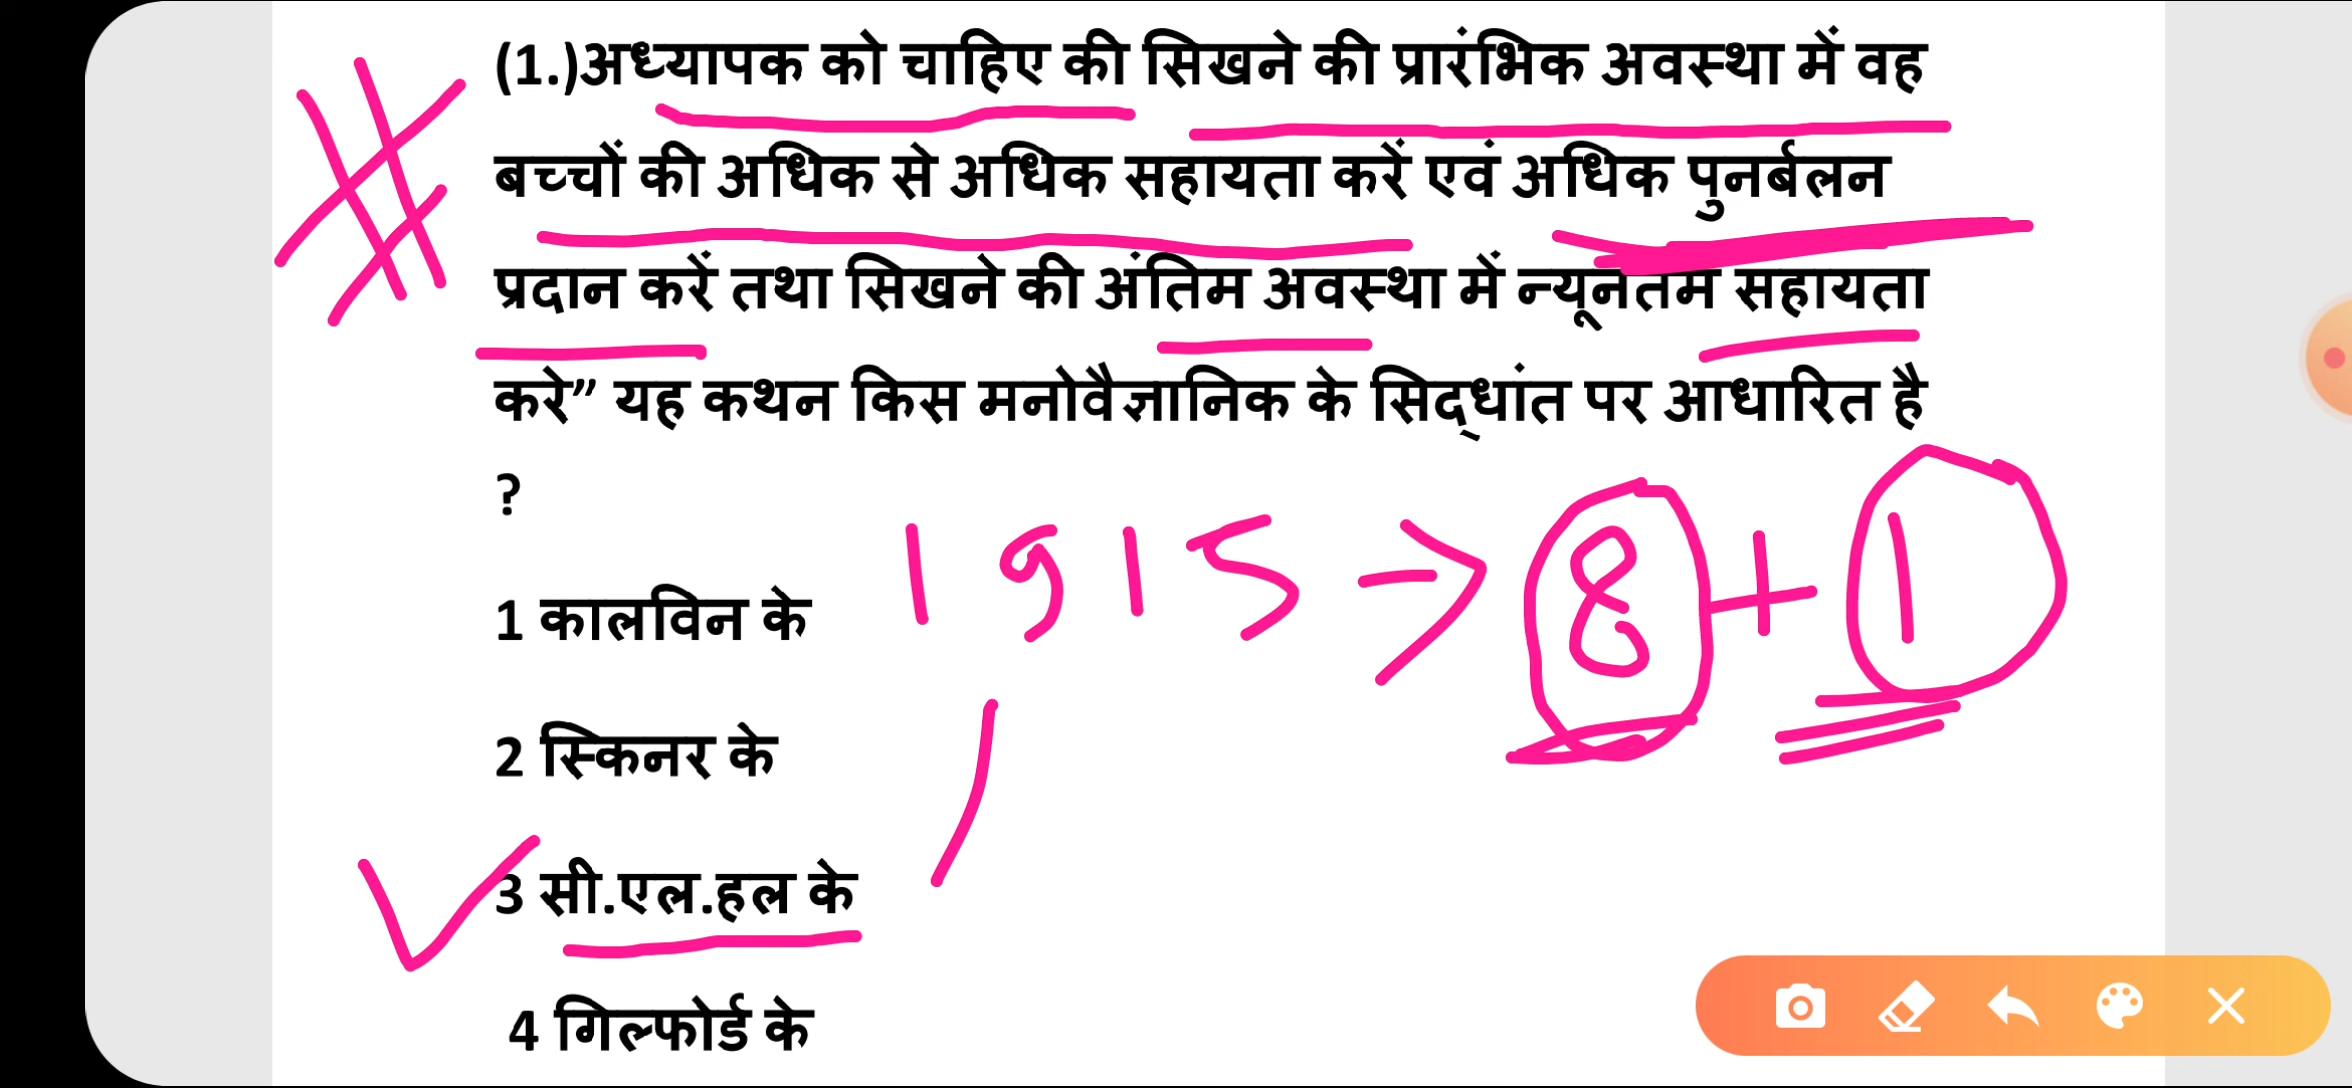 (1.)अध्यापक को चाहिए की सिखने की प्रारंभिक अवस्था में वह
बच्चों की अधिक से अधिक सहायता करें एवं अधिक पुनर्बलन
प्रदान करें तथा सिखने की अंतिम अवस्था में न्यूनतम सहायता
करे” यह कथन किस मनोवैज्ञानिक के सिद्धांत पर आधारित है
?
1915 → 8 + 1
1 कालविन के
2 स्किनर के
3 सी.एल.हल के
4 गिल्फोर्ड के